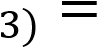 3) =